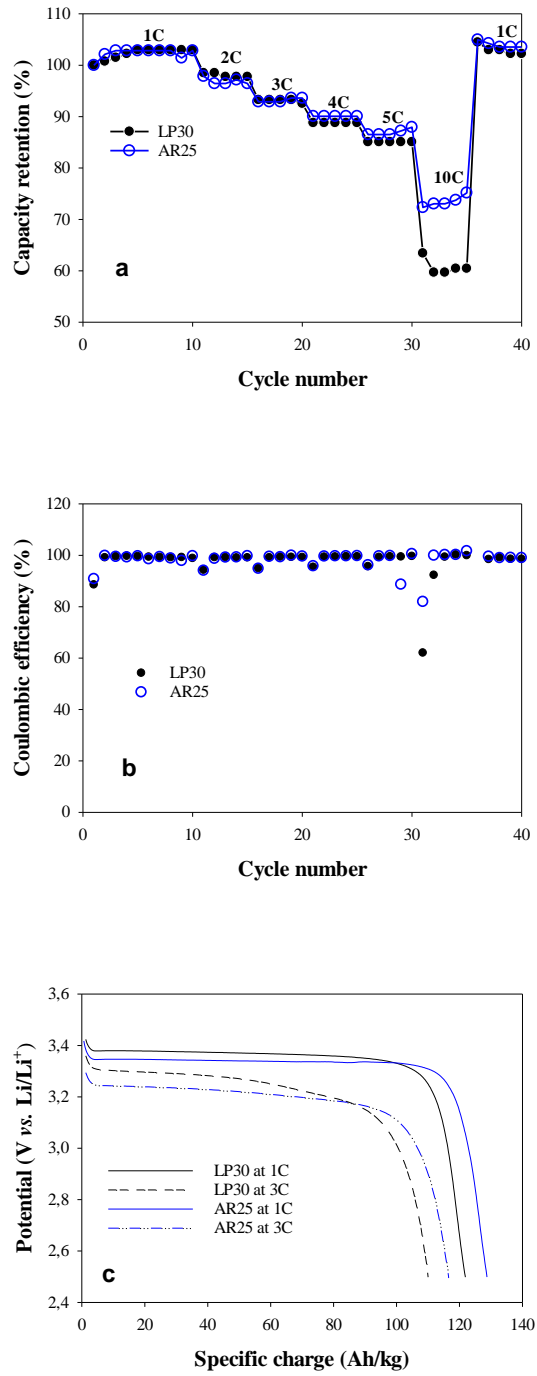 110
1C
1C
100
2C
3C
90
4C
5C
LP30
AR25
80
10C
70
60
a
50
0
10
20
30
40
Capacity retention (%)
Cycle number
120
100
80
60
LP30
AR25
40
20
b
0
0
10
20
30
40
Coulombic efficiency (%)
Cycle number
3,6
3,4
3,2
3,0
LP30 at 1C
LP30 at 3C
2,8
AR25 at 1C
AR25 at 3C
2,6
c
2,4
0
20
40
60
80
100
120
140
Potential (V vs. Li/Li+)
Specific charge (Ah/kg)